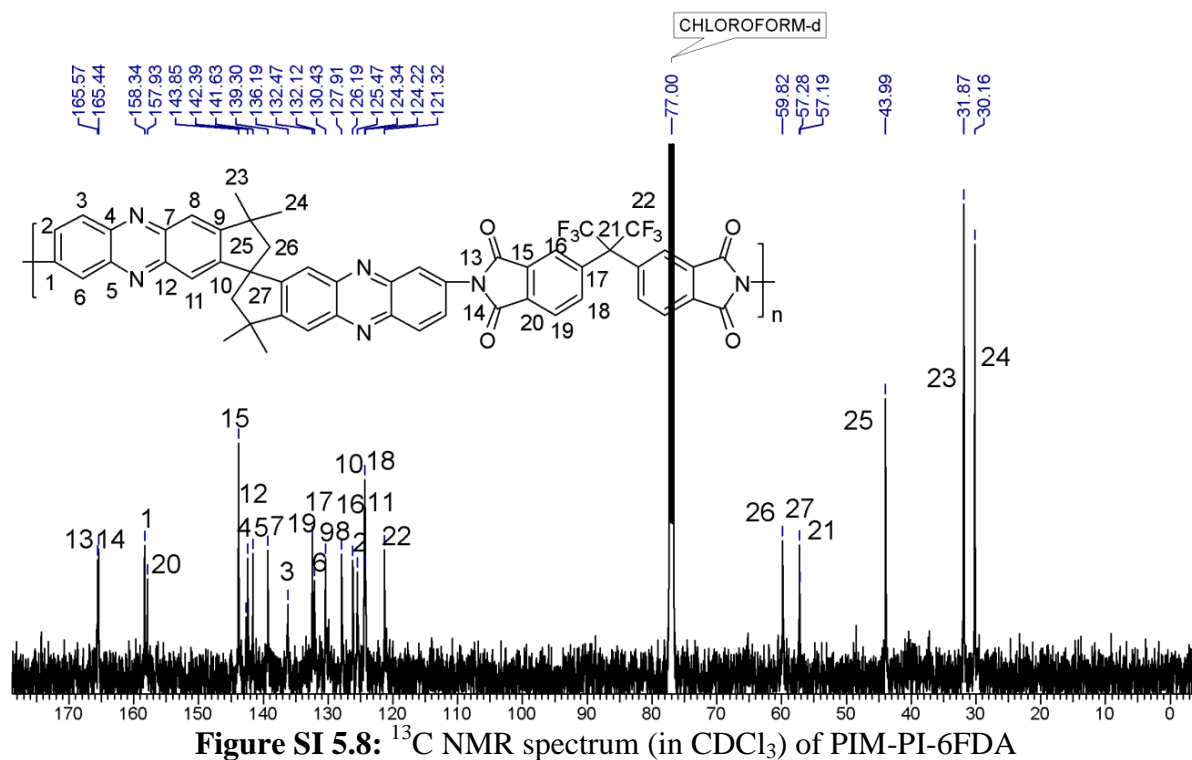 CHLOROFORM-d
165.57
165.44
158.34
157.93
143.85
142.39
141.63
139.30
136.19
132.47
132.12
130.43
127.91
126.19
125.47
124.34
124.22
121.32
77.00
59.82
57.28
57.19
43.99
31.87
30.16
23
24
22
3 4 N 7 8 9
2 25 26
1 6 5 N 12 11 10 27
N
N
O 13 N 14 O
15 16 F₃C 21 CF₃
17 18 19 20
O N O
n
15
12
10 18
13 14 1 20 4 5 7 3 19 17 6 9 8 16 2 11 22
26 27 21
25
23
24
170 160 150 140 130 120 110 100 90 80 70 60 50 40 30 20 10 0
Figure SI 5.8: ¹³C NMR spectrum (in CDCl₃) of PIM-PI-6FDA